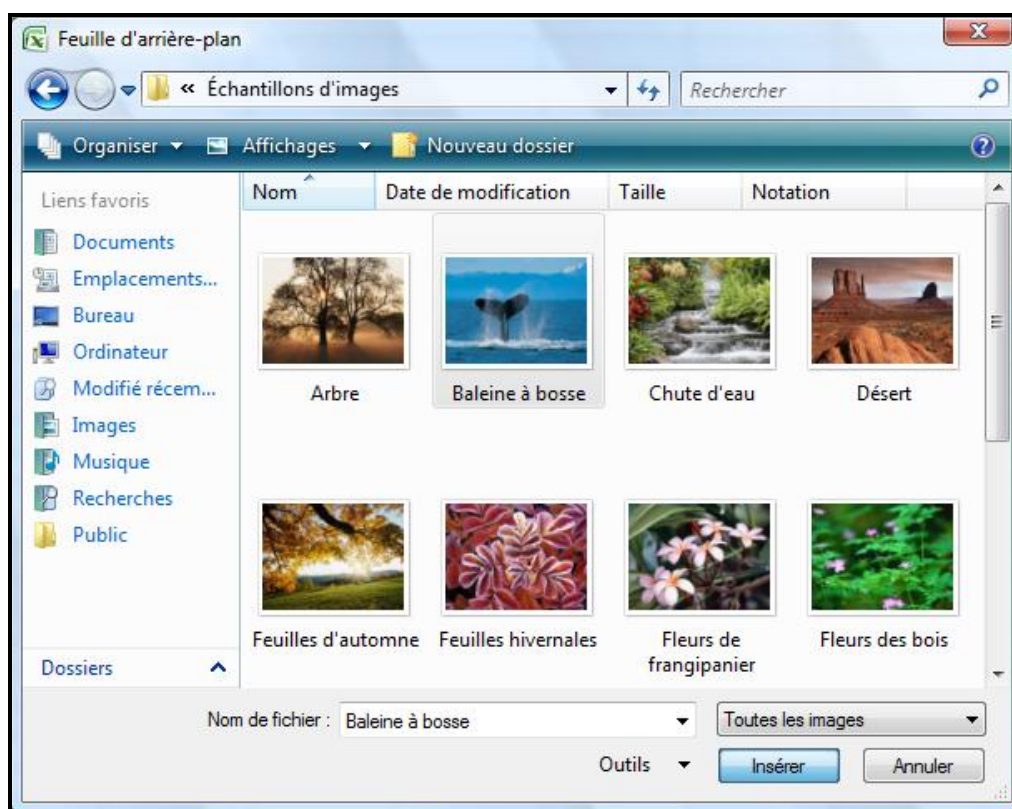 Feuille d'arrière-plan
« Échantillons d'images
Rechercher
Organiser
Affichages
Nouveau dossier
Liens favoris
Documents
Emplacements...
Bureau
Ordinateur
Modifié récem...
Images
Musique
Recherches
Public
Dossiers
Nom
Date de modification
Taille
Notation
Arbre
Baleine à bosse
Chute d'eau
Désert
Feuilles d'automne
Feuilles hivernales
Fleurs de
frangipanier
Fleurs des bois
Nom de fichier :
Baleine à bosse
Toutes les images
Outils
Insérer
Annuler